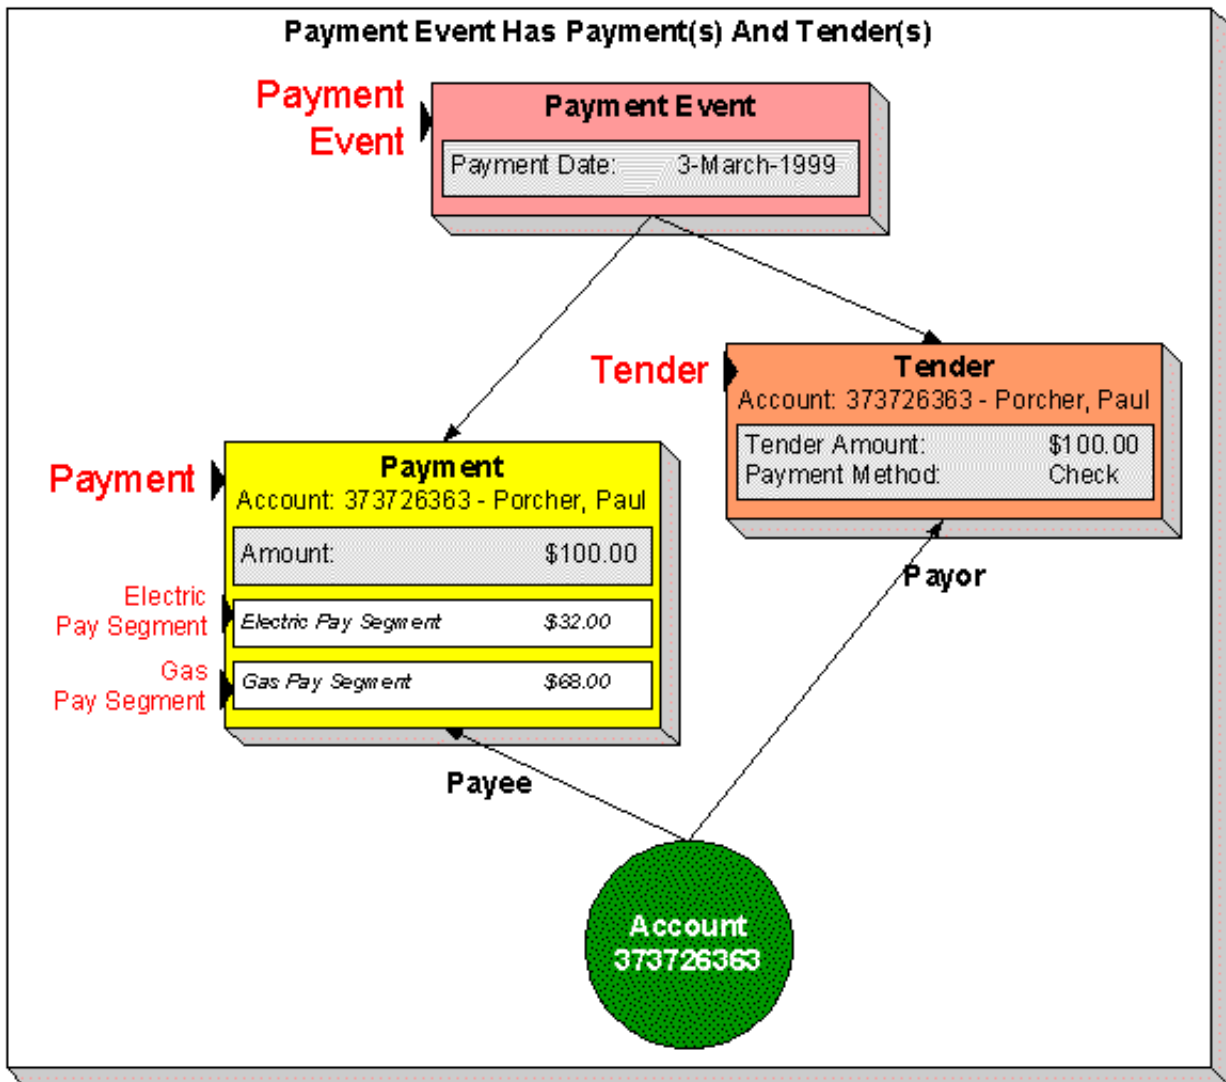 Payment Event Has Payment(s) And Tender(s)
Payment
Event
Payment Event
Payment Date: 3-March-1999
Tender
Tender
Account: 373726363 - Porcher, Paul
Tender Amount: $100.00
Payment Method: Check
Payment
Payment
Account: 373726363 - Porcher, Paul
Amount: $100.00
Electric
Pay Segment
Electric Pay Segment $32.00
Gas
Pay Segment
Gas Pay Segment $68.00
Payor
Payee
Account
373726363